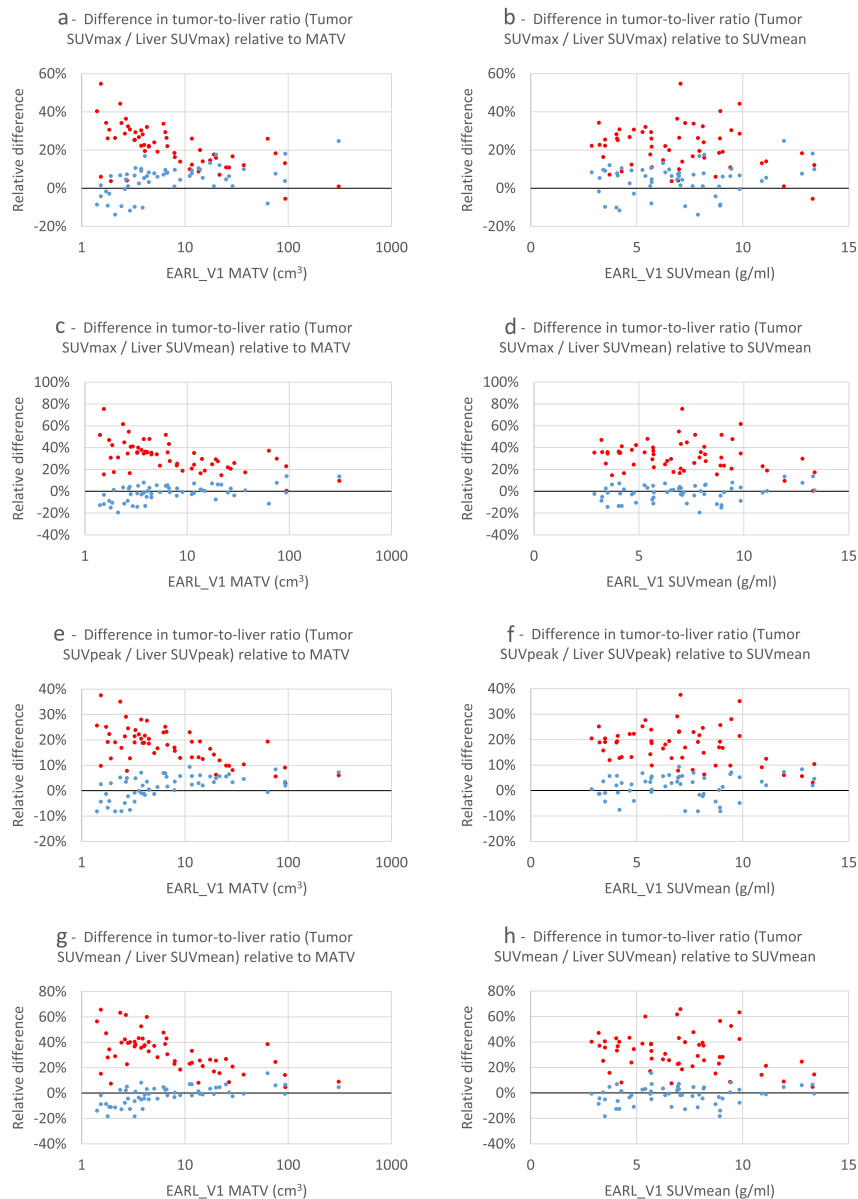 a - Difference in tumor-to-liver ratio (Tumor
SUVmax / Liver SUVmax) relative to MATV
60%
40%
20%
0%
-20%
Relative difference
1 10 100 1000
EARL_V1 MATV (cm³)
b - Difference in tumor-to-liver ratio (Tumor
SUVmax / Liver SUVmax) relative to SUVmean
60%
40%
20%
0%
-20%
Relative difference
0 5 10 15
EARL_V1 SUVmean (g/ml)
c - Difference in tumor-to-liver ratio (Tumor
SUVmax / Liver SUVmean) relative to MATV
100%
80%
60%
40%
20%
0%
-20%
-40%
Relative difference
1 10 100 1000
EARL_V1 MATV (cm³)
d - Difference in tumor-to-liver ratio (Tumor
SUVmax / Liver SUVmean) relative to SUVmean
100%
80%
60%
40%
20%
0%
-20%
-40%
Relative difference
0 5 10 15
EARL_V1 SUVmean (g/ml)
e - Difference in tumor-to-liver ratio (Tumor
SUVpeak / Liver SUVpeak) relative to MATV
40%
30%
20%
10%
0%
-10%
-20%
Relative difference
1 10 100 1000
EARL_V1 MATV (cm³)
f - Difference in tumor-to-liver ratio (Tumor
SUVpeak / Liver SUVpeak) relative to SUVmean
40%
30%
20%
10%
0%
-10%
-20%
Relative difference
0 5 10 15
EARL_V1 SUVmean (g/ml)
g - Difference in tumor-to-liver ratio (Tumor
SUVmean / Liver SUVmean) relative to MATV
80%
60%
40%
20%
0%
-20%
-40%
Relative difference
1 10 100 1000
EARL_V1 MATV (cm³)
h - Difference in tumor-to-liver ratio (Tumor
SUVmean / Liver SUVmean) relative to SUVmean
80%
60%
40%
20%
0%
-20%
-40%
Relative difference
0 5 10 15
EARL_V1 SUVmean (g/ml)